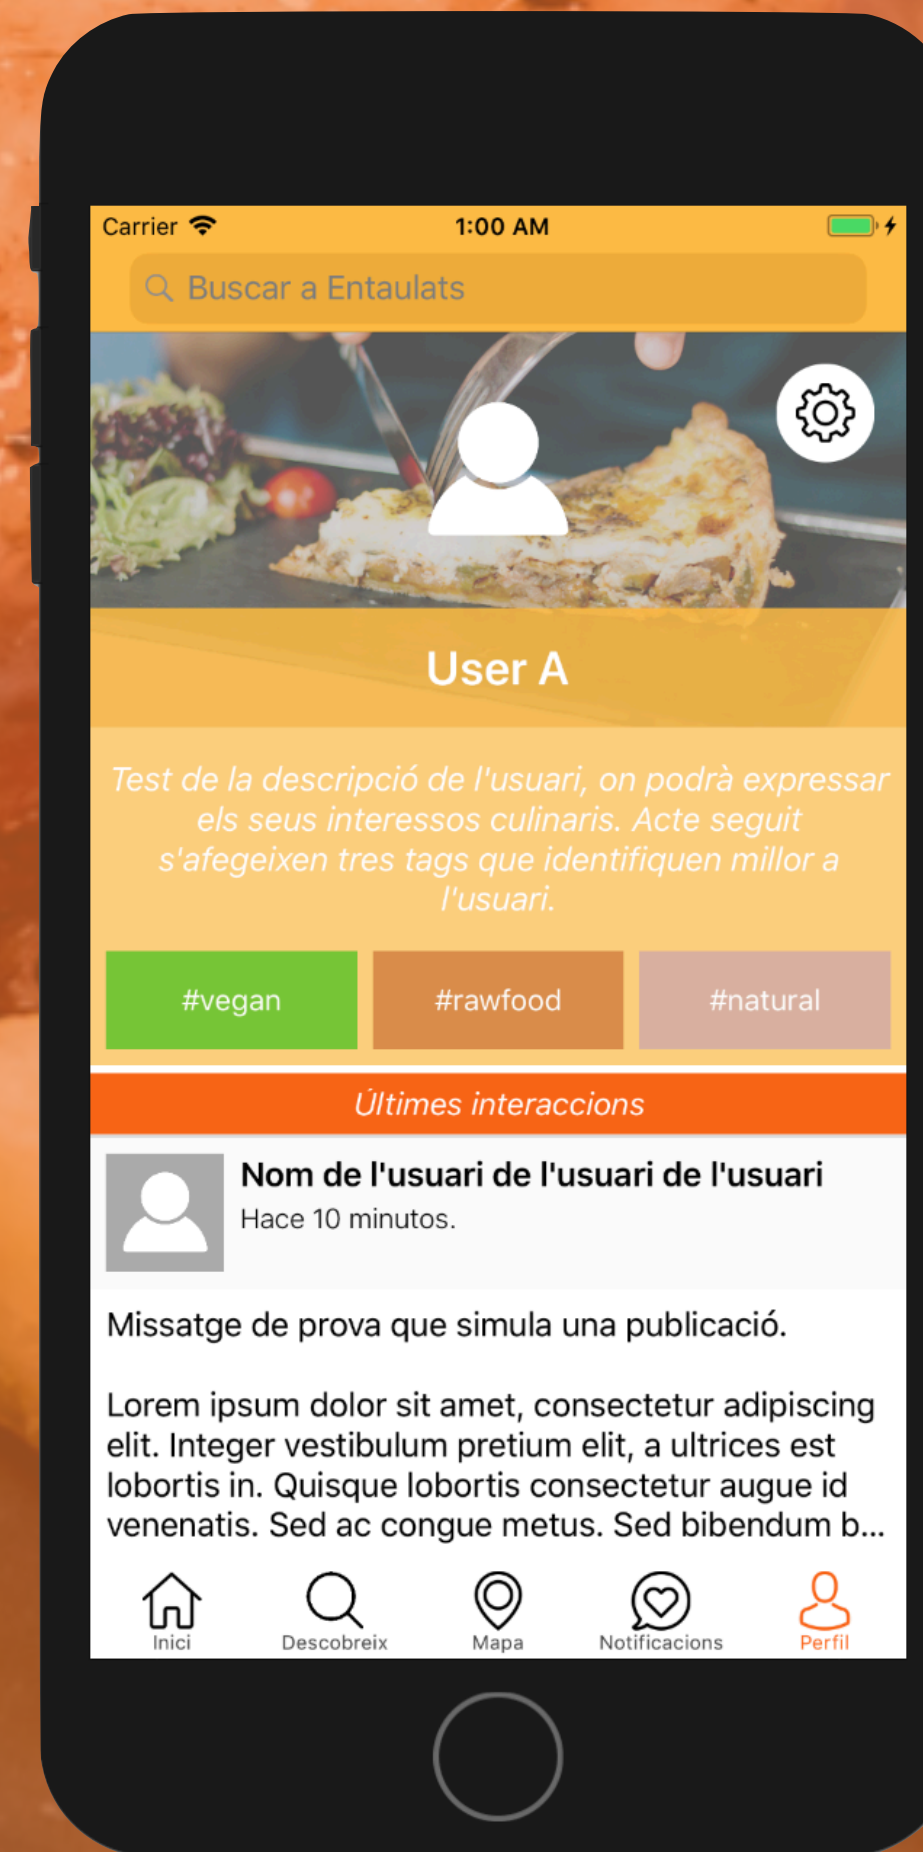 Carrier
1:00 AM
Buscar a Entaulats
User A
Test de la descripció de l'usuari, on podrà expressar
els seus interessos culinaris. Acte seguit
s'afegeixen tres tags que identifiquen millor a
l'usuari.
#vegan
#rawfood
#natural
Últimes interaccions
Nom de l'usuari de l'usuari de l'usuari
Hace 10 minutos.
Missatge de prova que simula una publicació.
Lorem ipsum dolor sit amet, consectetur adipiscing
elit. Integer vestibulum pretium elit, a ultrices est
lobortis in. Quisque lobortis consectetur augue id
venenatis. Sed ac congue metus. Sed bibendum b...
Inici
Descobreix
Mapa
Notificacions
Perfil